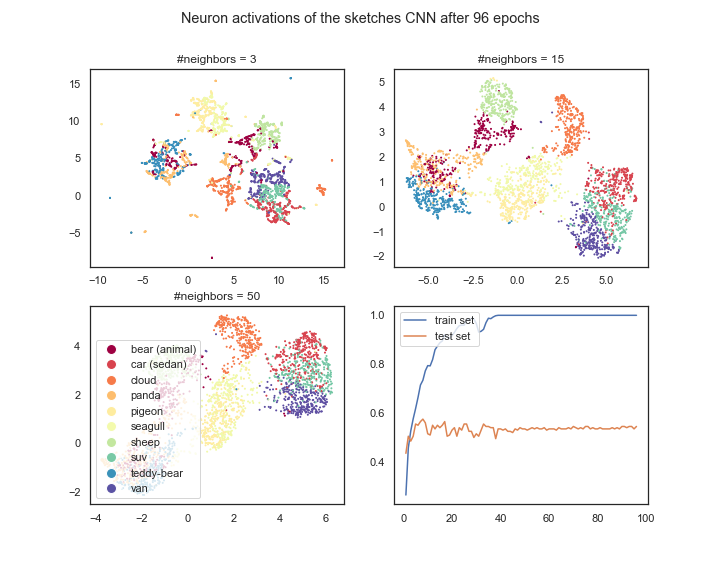 Neuron activations of the sketches CNN after 96 epochs
#neighbors = 3
15
10
5
0
−5
−10
−5
0
5
10
15
#neighbors = 15
5
4
3
2
1
0
−1
−2
−5.0
−2.5
0.0
2.5
5.0
#neighbors = 50
4
2
0
−2
−4
−2
0
2
4
6
bear (animal)
car (sedan)
cloud
panda
pigeon
seagull
sheep
suv
teddy-bear
van
1.0
0.8
0.6
0.4
0
20
40
60
80
100
train set
test set